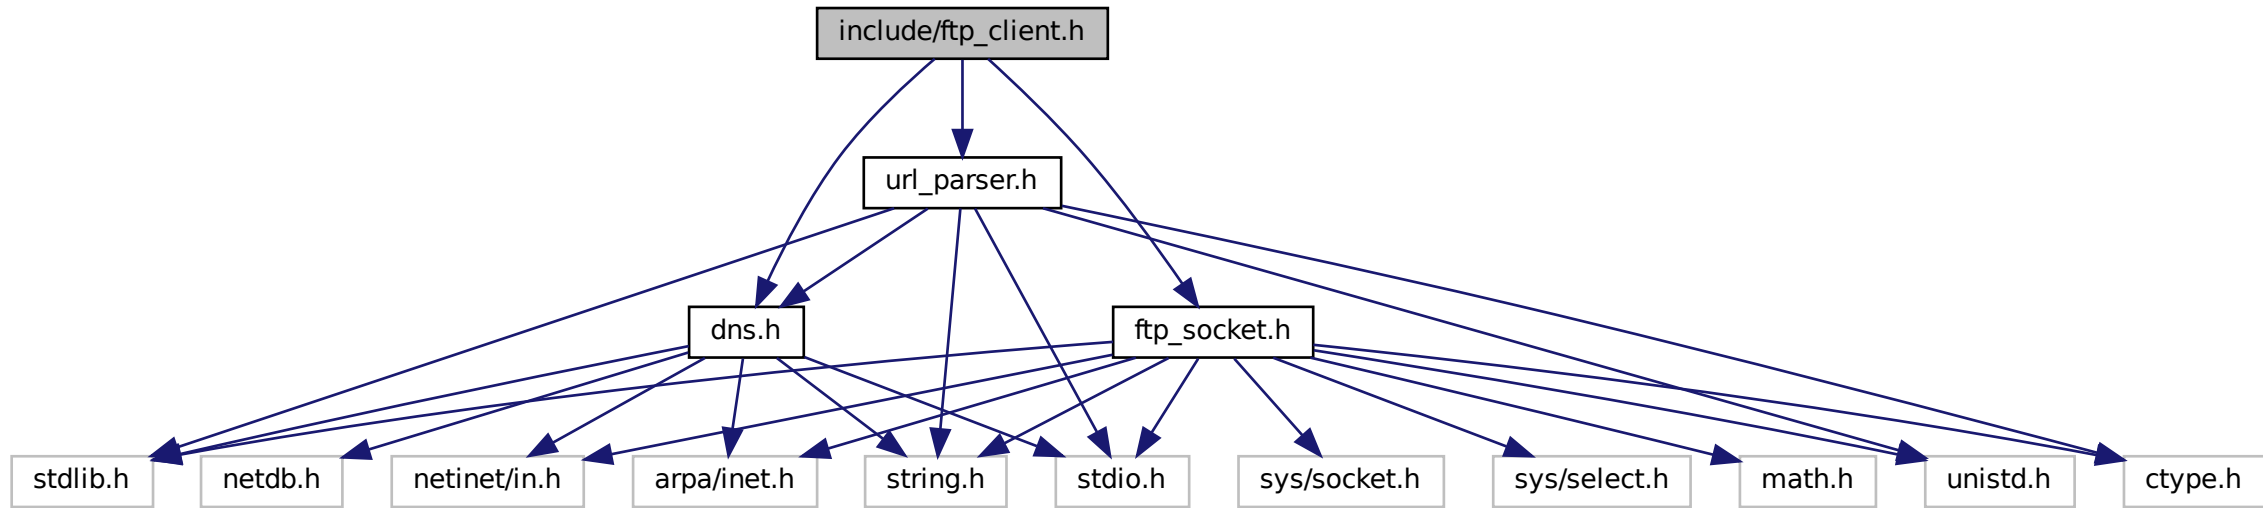 include/ftp_client.h
url_parser.h
dns.h
ftp_socket.h
stdlib.h
netdb.h
netinet/in.h
arpa/inet.h
string.h
stdio.h
sys/socket.h
sys/select.h
math.h
unistd.h
ctype.h